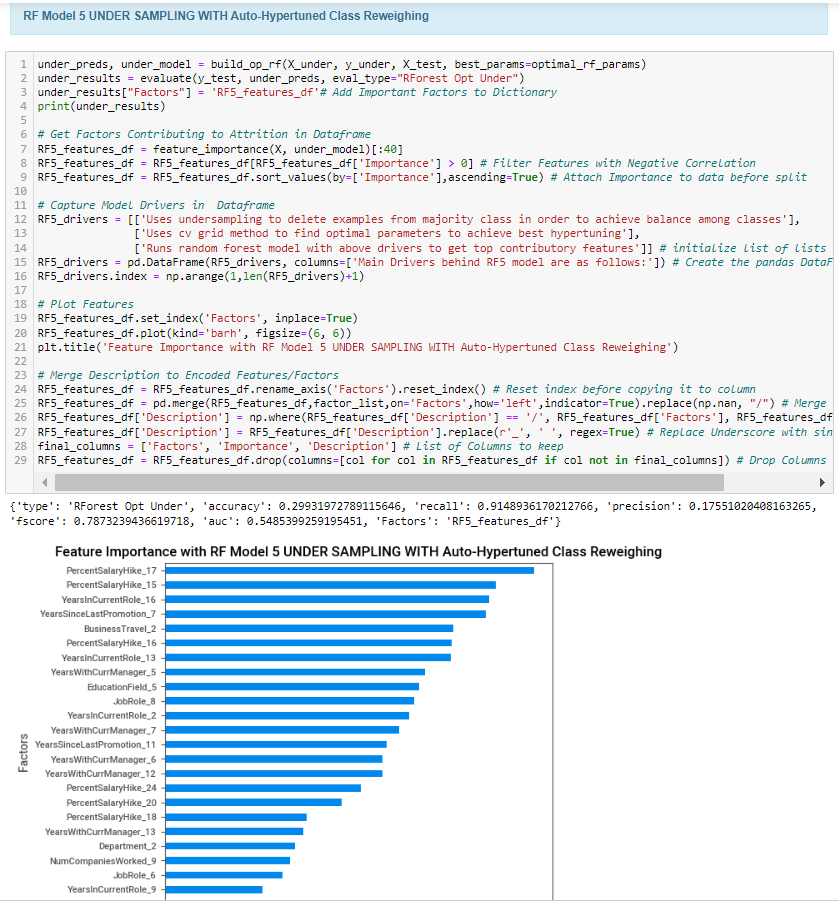 RF Model 5 UNDER SAMPLING WITH Auto-Hypertuned Class Reweighing
1 under_preds, under_model = build_op_rf(X_under, y_under, X_test, best_params=optimal_rf_params)
2 under_results = evaluate(y_test, under_preds, eval_type="RForest Opt Under")
3 under_results["Factors"] = 'RF5_features_df'# Add Important Factors to Dictionary
4 print(under_results)
5
6 # Get Factors Contributing to Attrition in Dataframe
7 RF5_features_df = feature_importance(X, under_model)[:40]
8 RF5_features_df = RF5_features_df[RF5_features_df['Importance'] > 0] # Filter Features with Negative Correlation
9 RF5_features_df = RF5_features_df.sort_values(by=['Importance'],ascending=True) # Attach Importance to data before split
10
11 # Capture Model Drivers in  Dataframe
12 RF5_drivers = [['Uses undersampling to delete examples from majority class in order to achieve balance among classes'],
13               ['Uses cv grid method to find optimal parameters to achieve best hypertuning'],
14               ['Runs random forest model with above drivers to get top contributory features']] # initialize list of lists
15 RF5_drivers = pd.DataFrame(RF5_drivers, columns=['Main Drivers behind RF5 model are as follows:']) # Create the pandas DataF
16 RF5_drivers.index = np.arange(1,len(RF5_drivers)+1)
17
18 # Plot Features
19 RF5_features_df.set_index('Factors', inplace=True)
20 RF5_features_df.plot(kind='barh', figsize=(6, 6))
21 plt.title('Feature Importance with RF Model 5 UNDER SAMPLING WITH Auto-Hypertuned Class Reweighing')
22
23 # Merge Description to Encoded Features/Factors
24 RF5_features_df = RF5_features_df.rename_axis('Factors').reset_index() # Reset index before copying it to column
25 RF5_features_df = pd.merge(RF5_features_df,factor_list,on='Factors',how='left',indicator=True).replace(np.nan, "/") # Merge
26 RF5_features_df['Description'] = np.where(RF5_features_df['Description'] == '/', RF5_features_df['Factors'], RF5_features_df
27 RF5_features_df['Description'] = RF5_features_df['Description'].replace(r'_', ' ', regex=True) # Replace Underscore with sin
28 final_columns = ['Factors', 'Importance', 'Description'] # List of Columns to keep
29 RF5_features_df = RF5_features_df.drop(columns=[col for col in RF5_features_df if col not in final_columns]) # Drop Columns
{'type': 'RForest Opt Under', 'accuracy': 0.29931972789115646, 'recall': 0.9148936170212766, 'precision': 0.17551020408163265,
'fscore': 0.7873239436619718, 'auc': 0.5485399259195451, 'Factors': 'RF5_features_df'}
Feature Importance with RF Model 5 UNDER SAMPLING WITH Auto-Hypertuned Class Reweighing
PercentSalaryHike_17
PercentSalaryHike_15
YearsInCurrentRole_16
YearsSinceLastPromotion_7
BusinessTravel_2
PercentSalaryHike_16
YearsInCurrentRole_13
YearsWithCurrManager_5
EducationField_5
JobRole_8
YearsInCurrentRole_2
YearsWithCurrManager_7
YearsSinceLastPromotion_11
YearsWithCurrManager_6
YearsWithCurrManager_12
PercentSalaryHike_24
PercentSalaryHike_20
PercentSalaryHike_18
YearsWithCurrManager_13
Department_2
NumCompaniesWorked_9
JobRole_6
YearsInCurrentRole_9
Factors